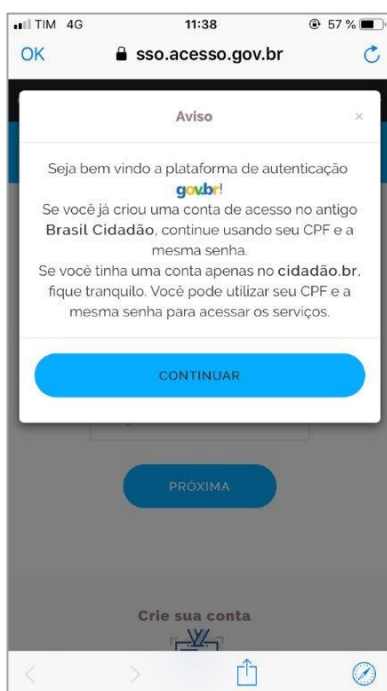 TIM 4G 11:38 57 %
OK sso.acesso.gov.br
Aviso ×
Seja bem vindo a plataforma de autenticação
gov.br!
Se você já criou uma conta de acesso no antigo
Brasil Cidadão, continue usando seu CPF e a
mesma senha.
Se você tinha uma conta apenas no cidadão.br,
fique tranquilo. Você pode utilizar seu CPF e a
mesma senha para acessar os serviços.
CONTINUAR
PRÓXIMA
Crie sua conta